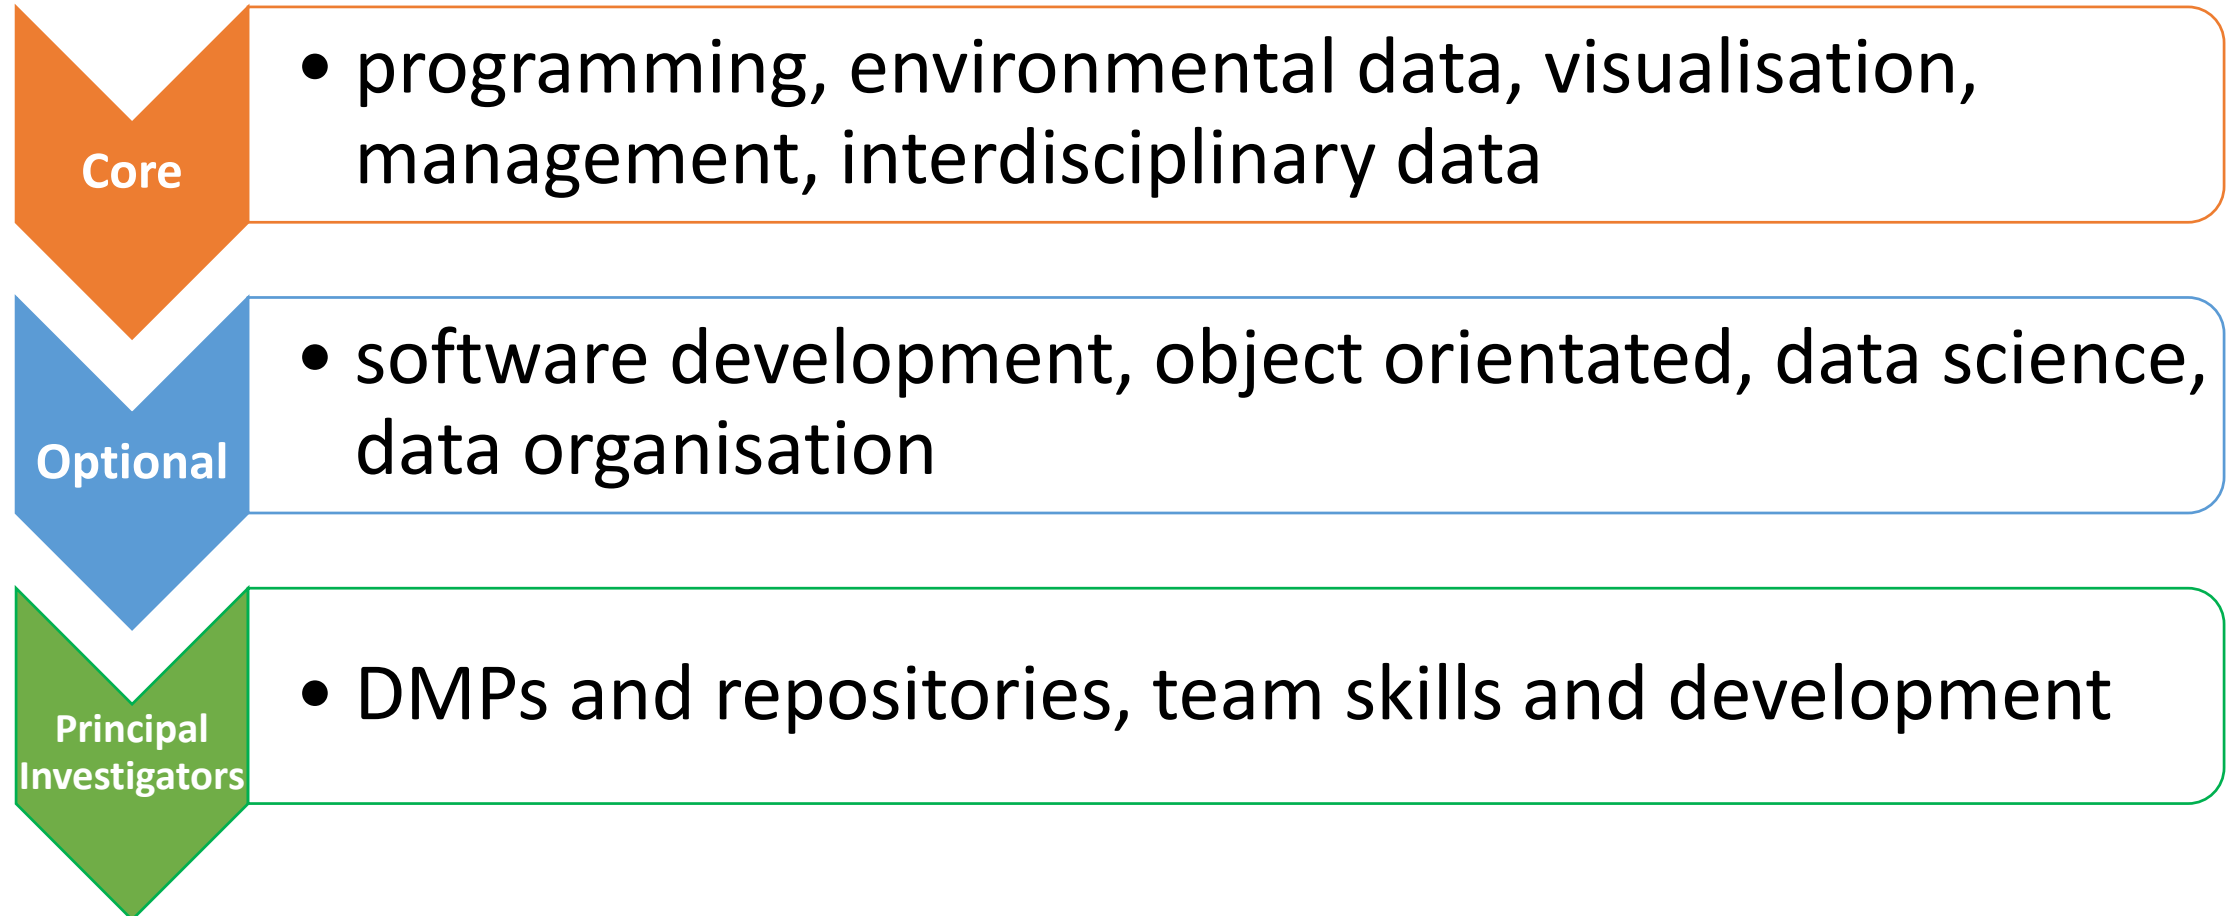 Core
• programming, environmental data, visualisation,
management, interdisciplinary data
Optional
• software development, object orientated, data science,
data organisation
Principal
Investigators
• DMPs and repositories, team skills and development